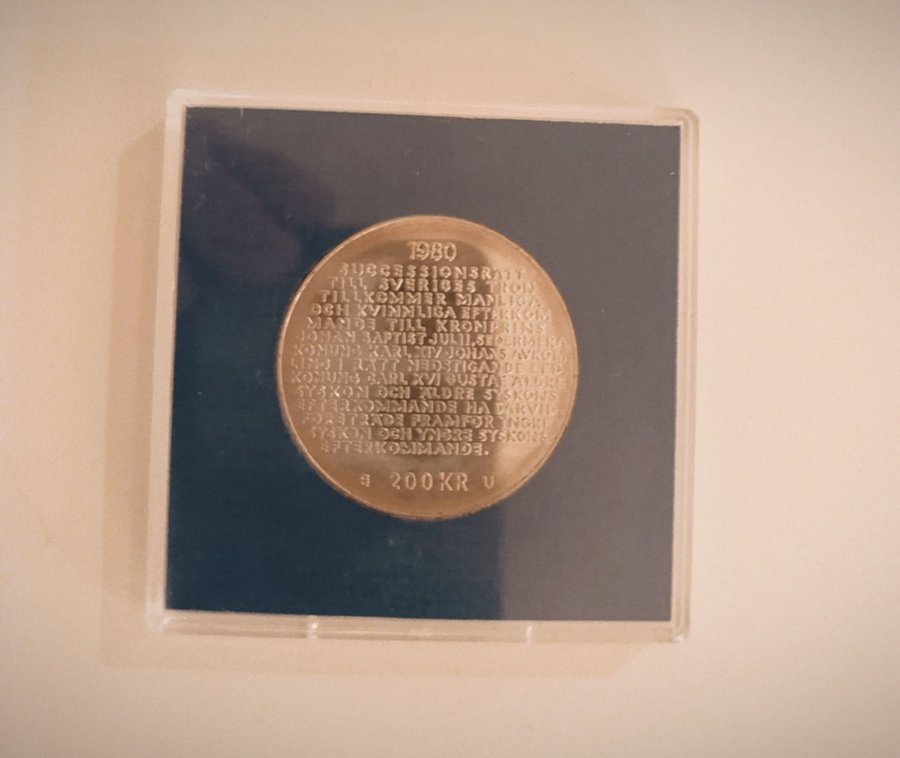 1980
SUCCESSIONSRÄTT
TILL SVERIGES TRON
TILLKOMMER MANLIGA
OCH KVINNLIGA EFTERKOM
MANDE TILL KRONPRINS
JOHAN BAPTIST JULII, SEDERMERA
KONUNG KARL XIV JOHANS AVKOM
I RÄTT NEDSTIGANDE LED
KONUNG CARL XVI GUSTAF ÄLDRE
SYSKON OCH ÄLDRE SYSKONS
EFTERKOMMANDE HA DÄRVID
FÖRETRÄDE FRAMFÖR YNGRE
SYSKON OCH YNGRE SYSKONS
EFTERKOMMANDE.
200 KR U